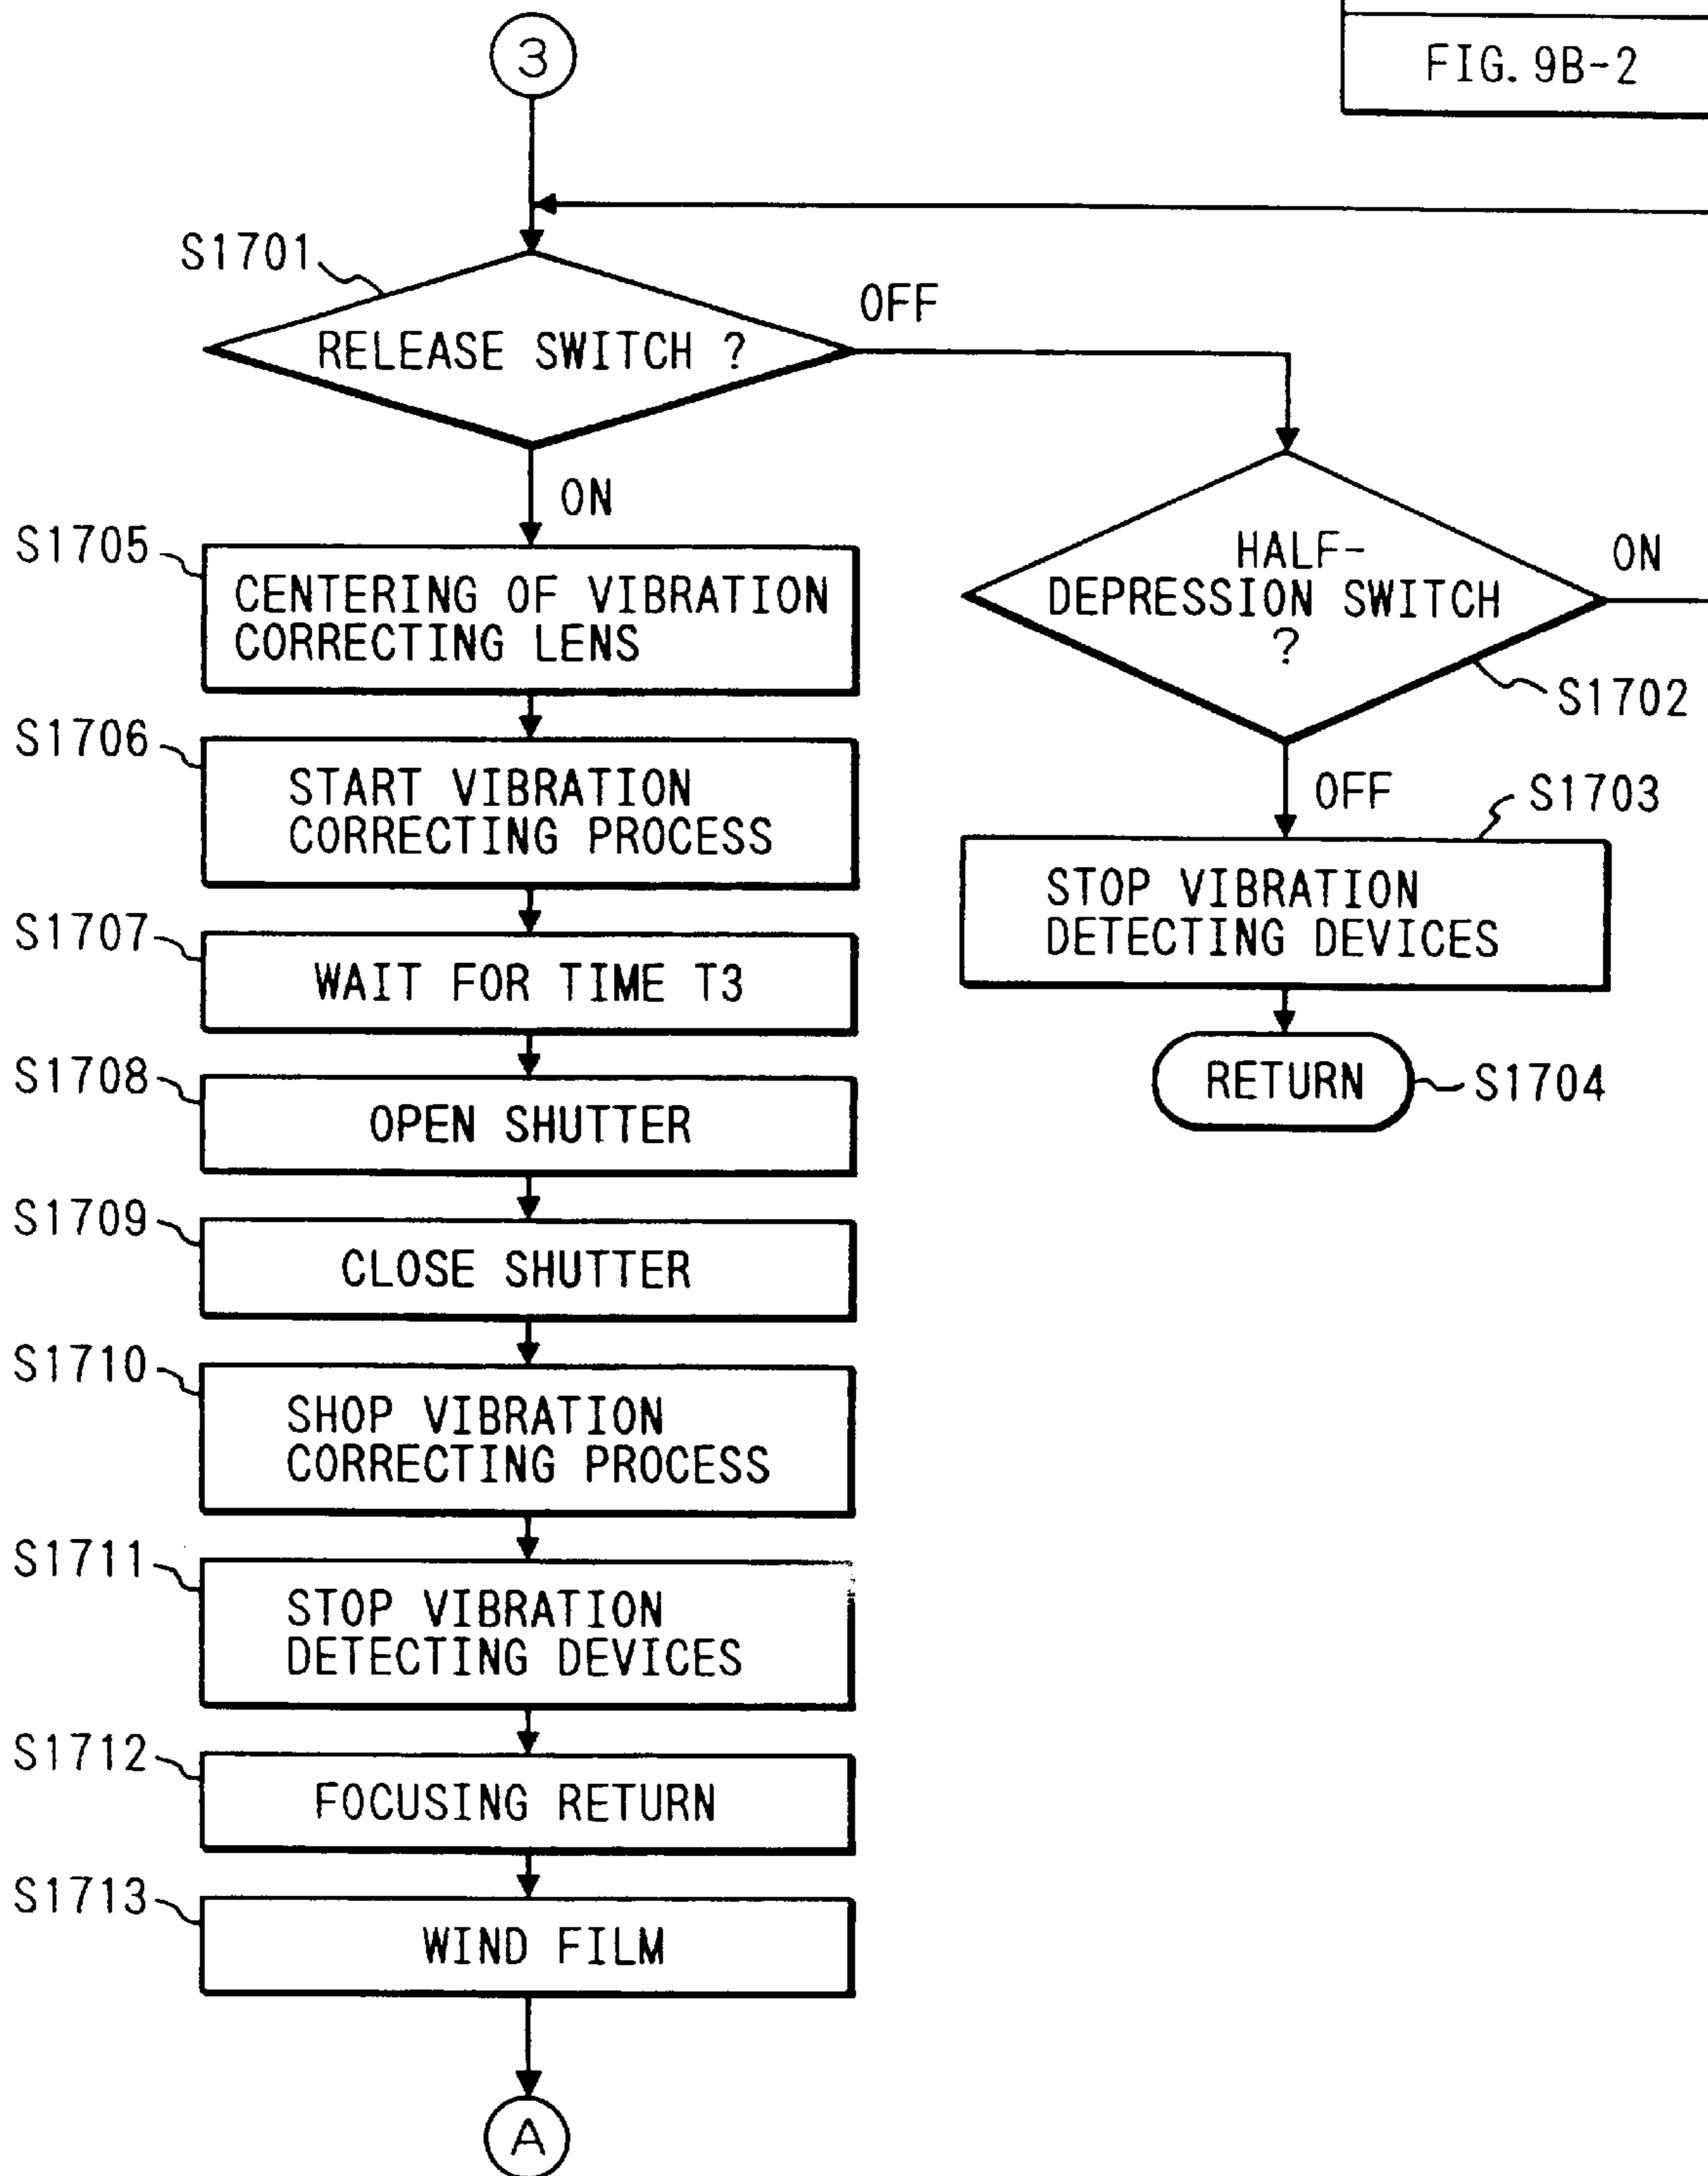 FIG.9B-2
3
S1701
RELEASE SWITCH ?
OFF
ON
HALF-
DEPRESSION SWITCH
?
ON
S1702
OFF
S1703
STOP VIBRATION
DETECTING DEVICES
RETURN
S1704
S1705
CENTERING OF VIBRATION
CORRECTING LENS
S1706
START VIBRATION
CORRECTING PROCESS
S1707
WAIT FOR TIME T3
S1708
OPEN SHUTTER
S1709
CLOSE SHUTTER
S1710
SHOP VIBRATION
CORRECTING PROCESS
S1711
STOP VIBRATION
DETECTING DEVICES
S1712
FOCUSING RETURN
S1713
WIND FILM
A